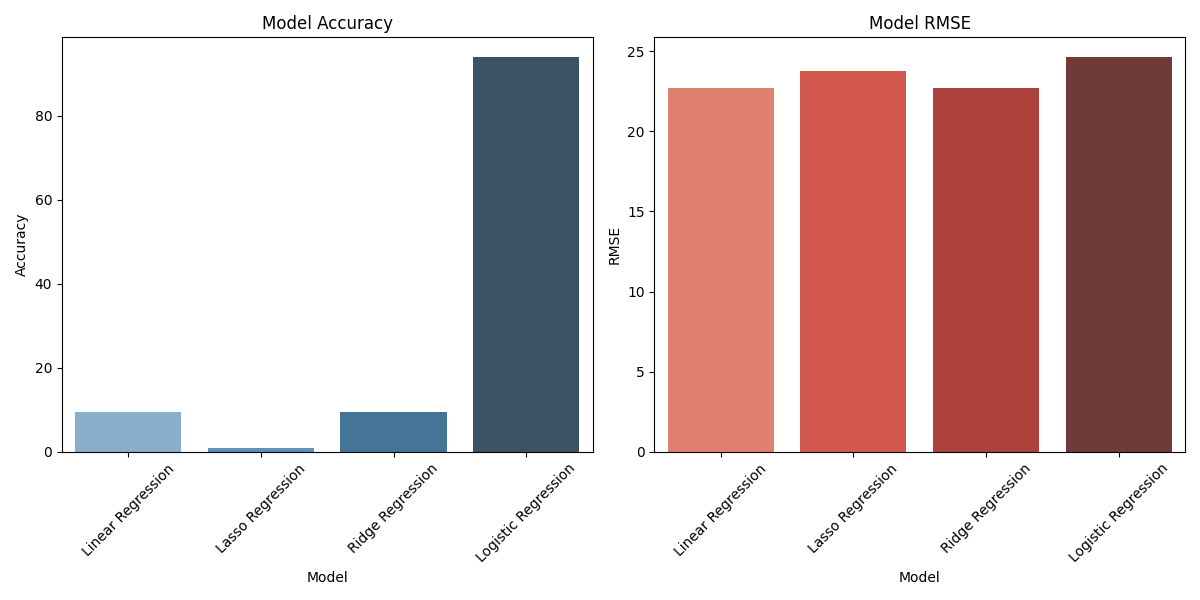 Model Accuracy
Accuracy
80
60
40
20
0
Linear Regression
Lasso Regression
Ridge Regression
Logistic Regression
Model
Model RMSE
RMSE
25
20
15
10
5
0
Linear Regression
Lasso Regression
Ridge Regression
Logistic Regression
Model